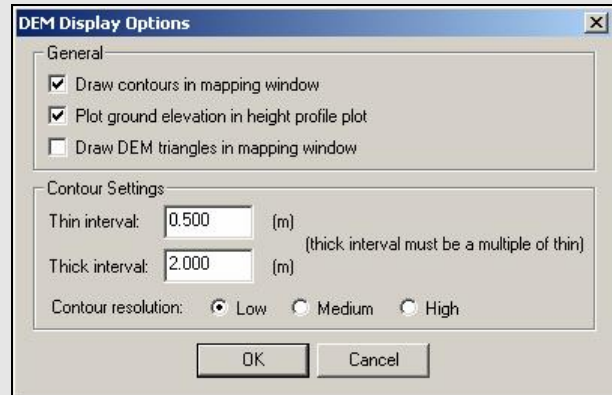 DEM Display Options
General
Draw contours in mapping window
Plot ground elevation in height profile plot
Draw DEM triangles in mapping window
Contour Settings
Thin interval: 0.500 (m)
(thick interval must be a multiple of thin)
Thick interval: 2.000 (m)
Contour resolution: Low Medium High
OK Cancel